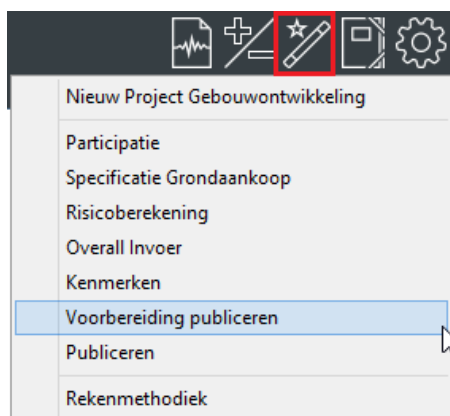 Nieuw Project Gebouwontwikkeling
Participatie
Specificatie Grondaankoop
Risicoberekening
Overall Invoer
Kenmerken
Voorbereiding publiceren
Publiceren
Rekenmethodiek